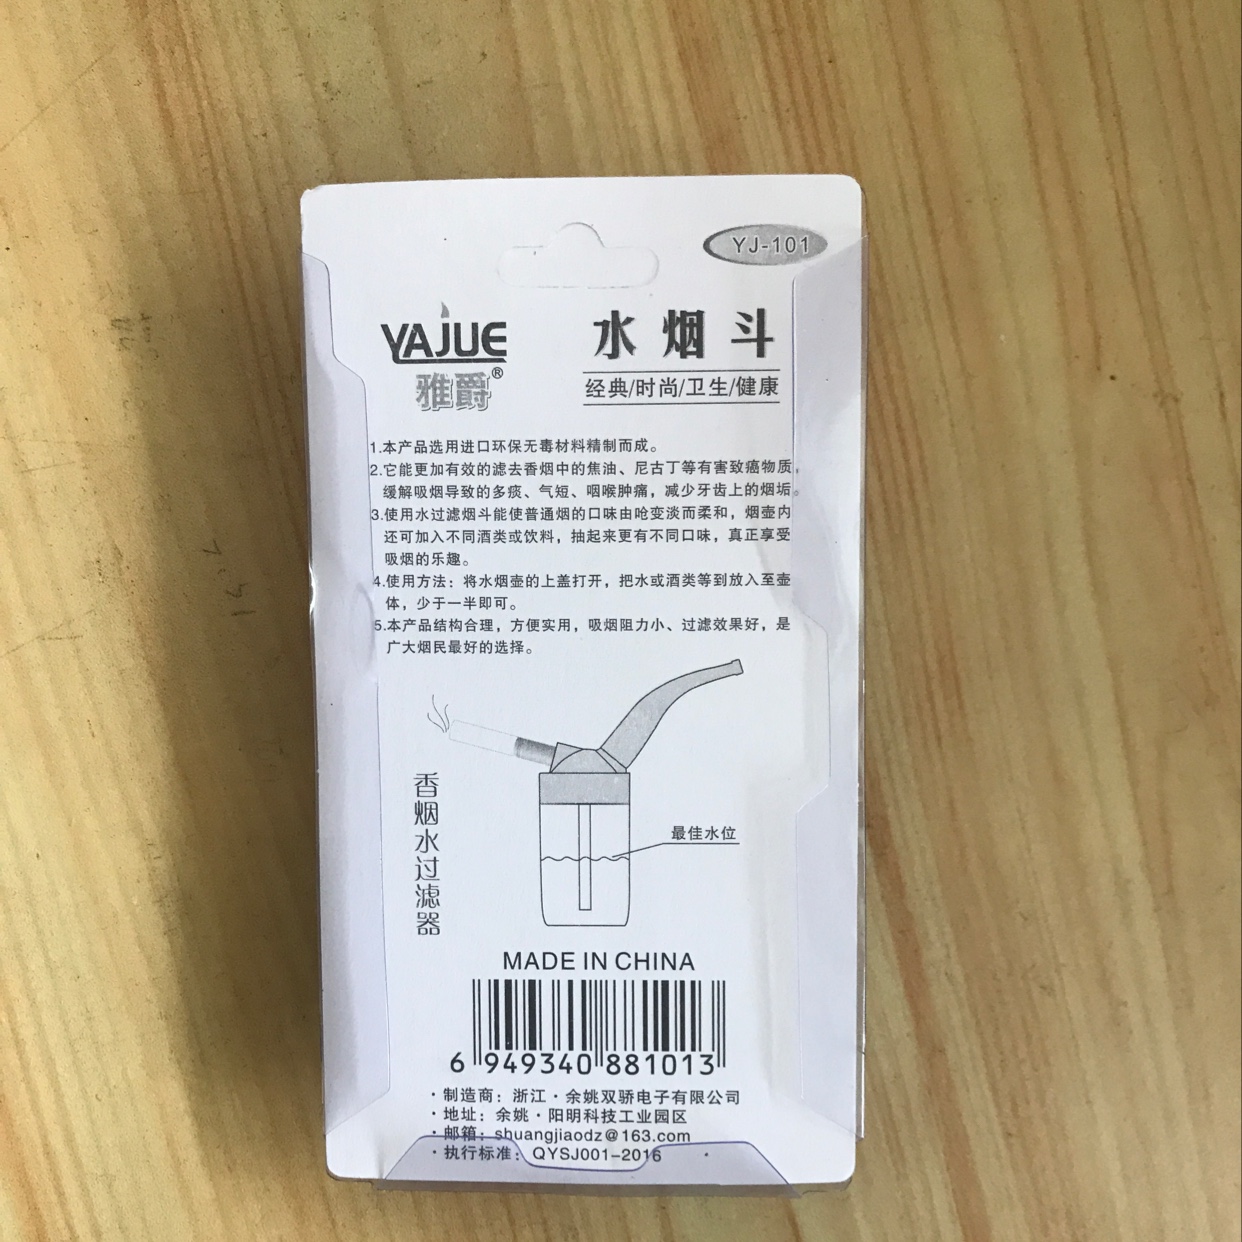 YJ-101
YAJUE
雅爵®
水烟斗
经典/时尚/卫生/健康
1.本产品选用进口环保无毒材料精制而成。
2.它能更加有效的滤去香烟中的焦油、尼古丁等有害致癌物质，
缓解吸烟导致的多痰、气短、咽喉肿痛，减少牙齿上的烟垢。
3.使用水过滤烟斗能使普通烟的口味由呛变淡而柔和，烟壶内
还可加入不同酒类或饮料，抽起来更有不同口味，真正享受
吸烟的乐趣。
4.使用方法：将水烟壶的上盖打开，把水或酒类等到放入至壶
体，少于一半即可。
5.本产品结构合理，方便实用，吸烟阻力小、过滤效果好，是
广大烟民最好的选择。
香烟水过滤器
最佳水位
MADE IN CHINA
6 949340 881013
·制造商：浙江·余姚双骄电子有限公司
·地址：余姚·阳明科技工业园区
·邮箱：shuangjiaodz@163.com
·执行标准：QYSJ001-2016